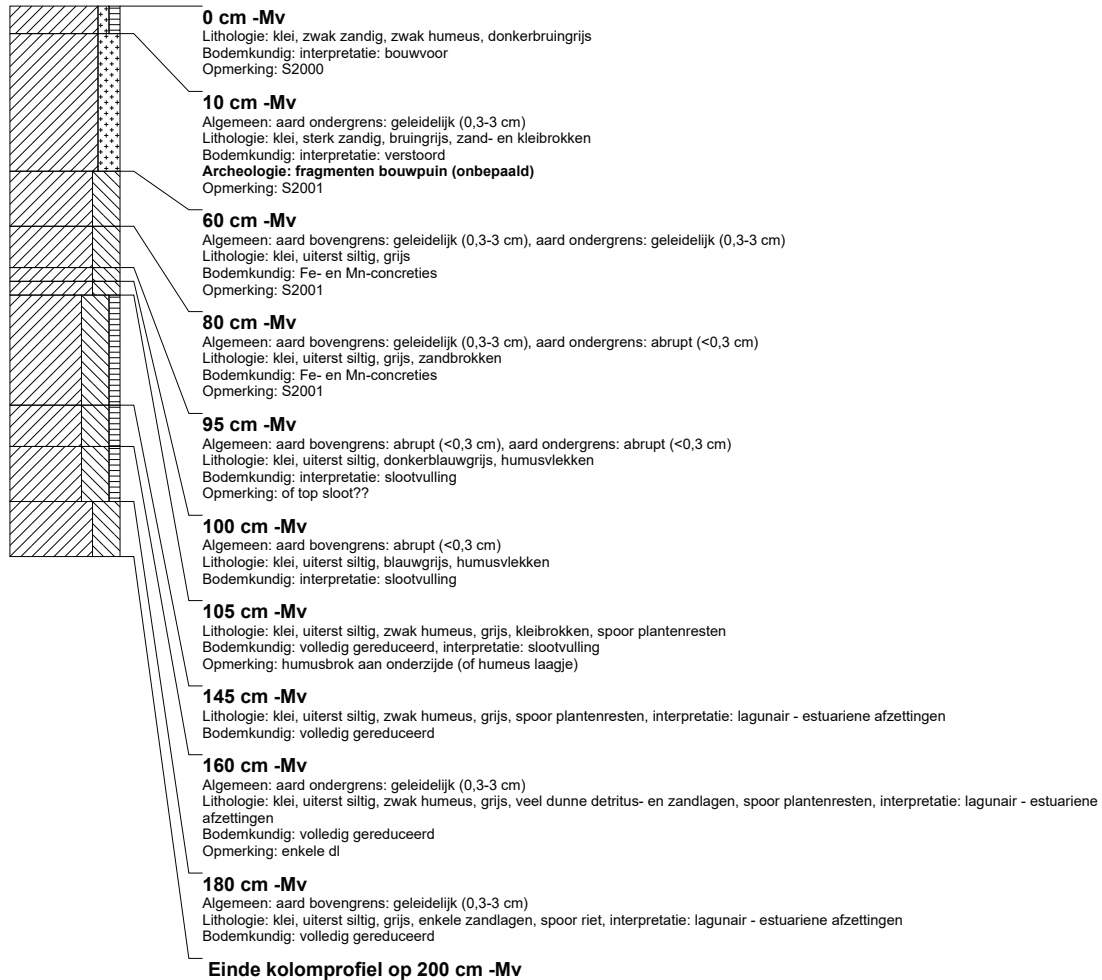 0 cm -Mv
Lithologie: klei, zwak zandig, zwak humeus, donkerbruingrijs
Bodemkundig: interpretatie: bouwvoor
Opmerking: S2000
10 cm -Mv
Algemeen: aard ondergrens: geleidelijk (0,3-3 cm)
Lithologie: klei, sterk zandig, bruingrijs, zand- en kleibrokken
Bodemkundig: interpretatie: verstoord
Archeologie: fragmenten bouwpuin (onbepaald)
Opmerking: S2001
60 cm -Mv
Algemeen: aard bovengrens: geleidelijk (0,3-3 cm), aard ondergrens: geleidelijk (0,3-3 cm)
Lithologie: klei, uiterst siltig, grijs
Bodemkundig: Fe- en Mn-concreties
Opmerking: S2001
80 cm -Mv
Algemeen: aard bovengrens: geleidelijk (0,3-3 cm), aard ondergrens: abrupt (<0,3 cm)
Lithologie: klei, uiterst siltig, grijs, zandbrokken
Bodemkundig: Fe- en Mn-concreties
Opmerking: S2001
95 cm -Mv
Algemeen: aard bovengrens: abrupt (<0,3 cm), aard ondergrens: abrupt (<0,3 cm)
Lithologie: klei, uiterst siltig, donkerblauwgrijs, humusvlekken
Bodemkundig: interpretatie: slootvulling
Opmerking: of top sloot??
100 cm -Mv
Algemeen: aard bovengrens: abrupt (<0,3 cm)
Lithologie: klei, uiterst siltig, blauwgrijs, humusvlekken
Bodemkundig: interpretatie: slootvulling
105 cm -Mv
Lithologie: klei, uiterst siltig, zwak humeus, grijs, kleibrokken, spoor plantenresten
Bodemkundig: volledig gereduceerd, interpretatie: slootvulling
Opmerking: humusbrok aan onderzijde (of humeus laagje)
145 cm -Mv
Lithologie: klei, uiterst siltig, zwak humeus, grijs, spoor plantenresten, interpretatie: lagunair - estuariene afzettingen
Bodemkundig: volledig gereduceerd
160 cm -Mv
Algemeen: aard ondergrens: geleidelijk (0,3-3 cm)
Lithologie: klei, uiterst siltig, zwak humeus, grijs, veel dunne detritus- en zandlagen, spoor plantenresten, interpretatie: lagunair - estuariene
afzettingen
Bodemkundig: volledig gereduceerd
Opmerking: enkele dl
180 cm -Mv
Algemeen: aard bovengrens: geleidelijk (0,3-3 cm)
Lithologie: klei, uiterst siltig, grijs, enkele zandlagen, spoor riet, interpretatie: lagunair - estuariene afzettingen
Bodemkundig: volledig gereduceerd
Einde kolomprofiel op 200 cm -Mv